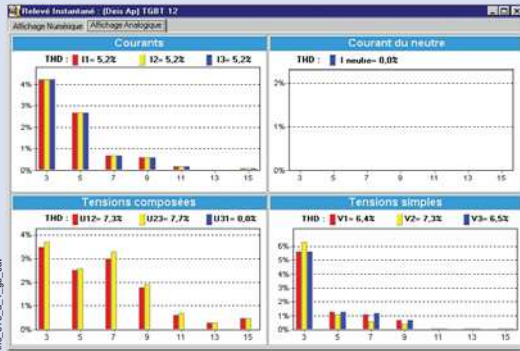 Relevé Instantané : (Deis Ap) TGBT 12
Affichage Numérique Affichage Analogique
Courants
THD : I1= 5,2% I2= 5,2% I3= 5,2%
4%
3%
2%
1%
0%
3 5 7 9 11 13 15
Courant du neutre
THD : I neutre= 0,0%
2%
1%
0%
3 5 7 9 11 13 15
Tensions composées
THD : U12= 7,3% U23= 7,7% U31= 0,0%
4%
3%
2%
1%
0%
3 5 7 9 11 13 15
Tensions simples
THD : V1= 6,4% V2= 7,3% V3= 6,5%
6%
5%
4%
3%
2%
1%
0%
3 5 7 9 11 13 15